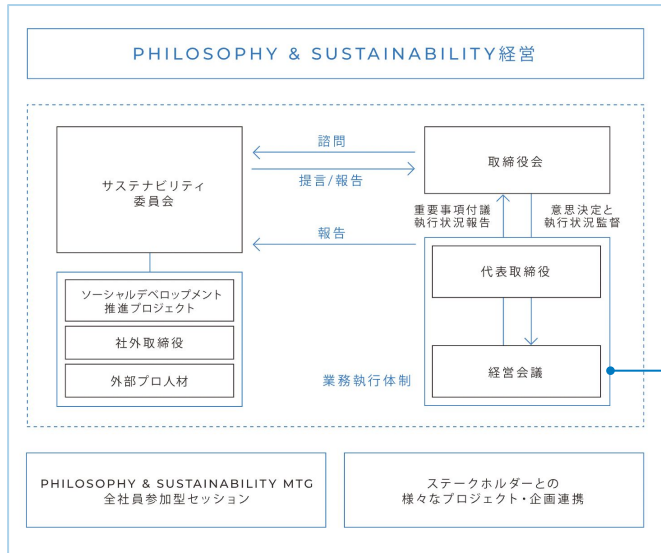 PHILOSOPHY & SUSTAINABILITY経営
サステナビリティ
委員会
諮問
提言/報告
取締役会
重要事項付議
執行状況報告
意思決定と
執行状況監督
報告
代表取締役
ソーシャルデベロップメント
推進プロジェクト
社外取締役
外部プロ人材
業務執行体制
経営会議
PHILOSOPHY & SUSTAINABILITY MTG
全社員参加型セッション
ステークホルダーとの
様々なプロジェクト・企画連携